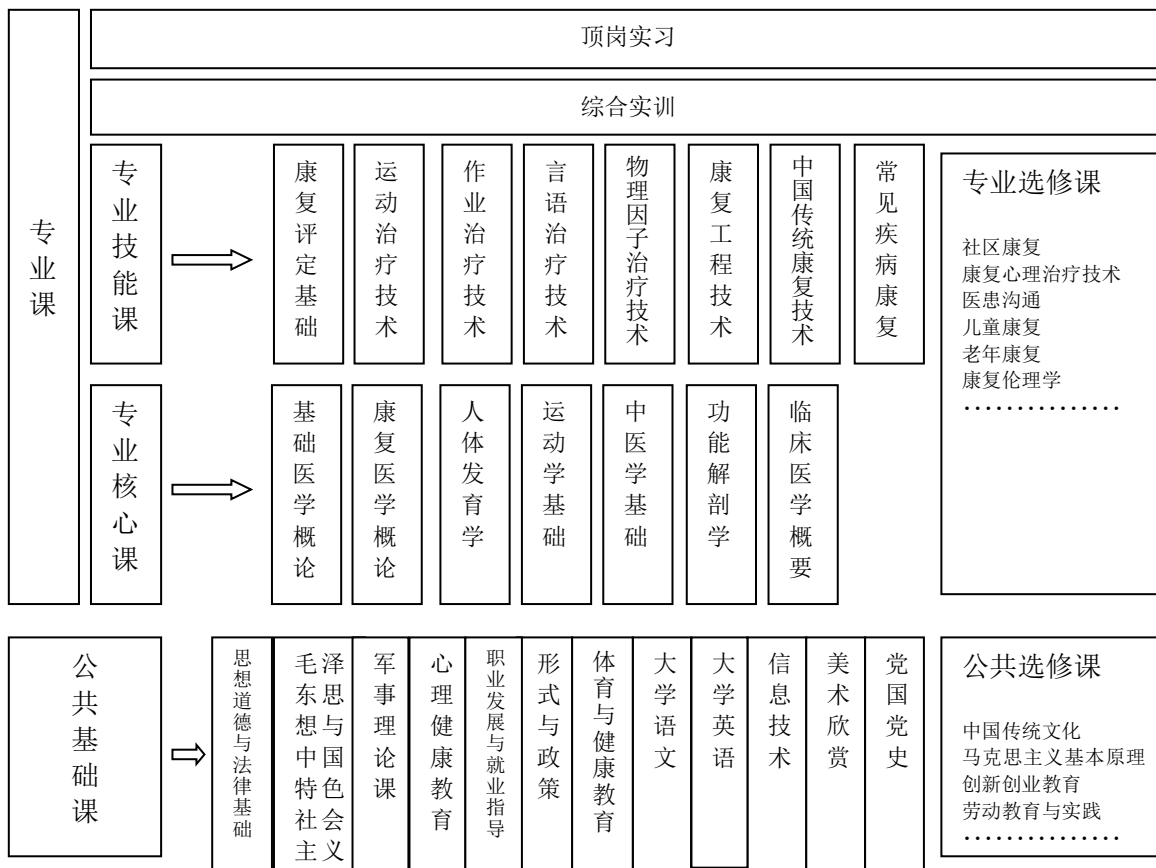 顶岗实习
综合实训
专业课
专业技能课
康复评定基础
运动治疗技术
作业治疗技术
言语治疗技术
物理因子治疗技术
康复工程技术
中国传统康复技术
常见疾病康复
专业选修课
社区康复
康复心理治疗技术
医患沟通
儿童康复
老年康复
康复伦理学
···············
专业核心课
基础医学概论
康复医学概论
人体发育学
运动学基础
中医学基础
功能解剖学
临床医学概要
公共基础课
思想道德与法律基础
毛泽
东思
想与
中国
特色
社会
主义
军事理论课
心理健康教育
职业发展与就业指导
形式与政策
体育与健康教育
大学语文
大学英语
信息技术
美术欣赏
党国党史
公共选修课
中国传统文化
马克思主义基本原理
创新创业教育
劳动教育与实践
···············